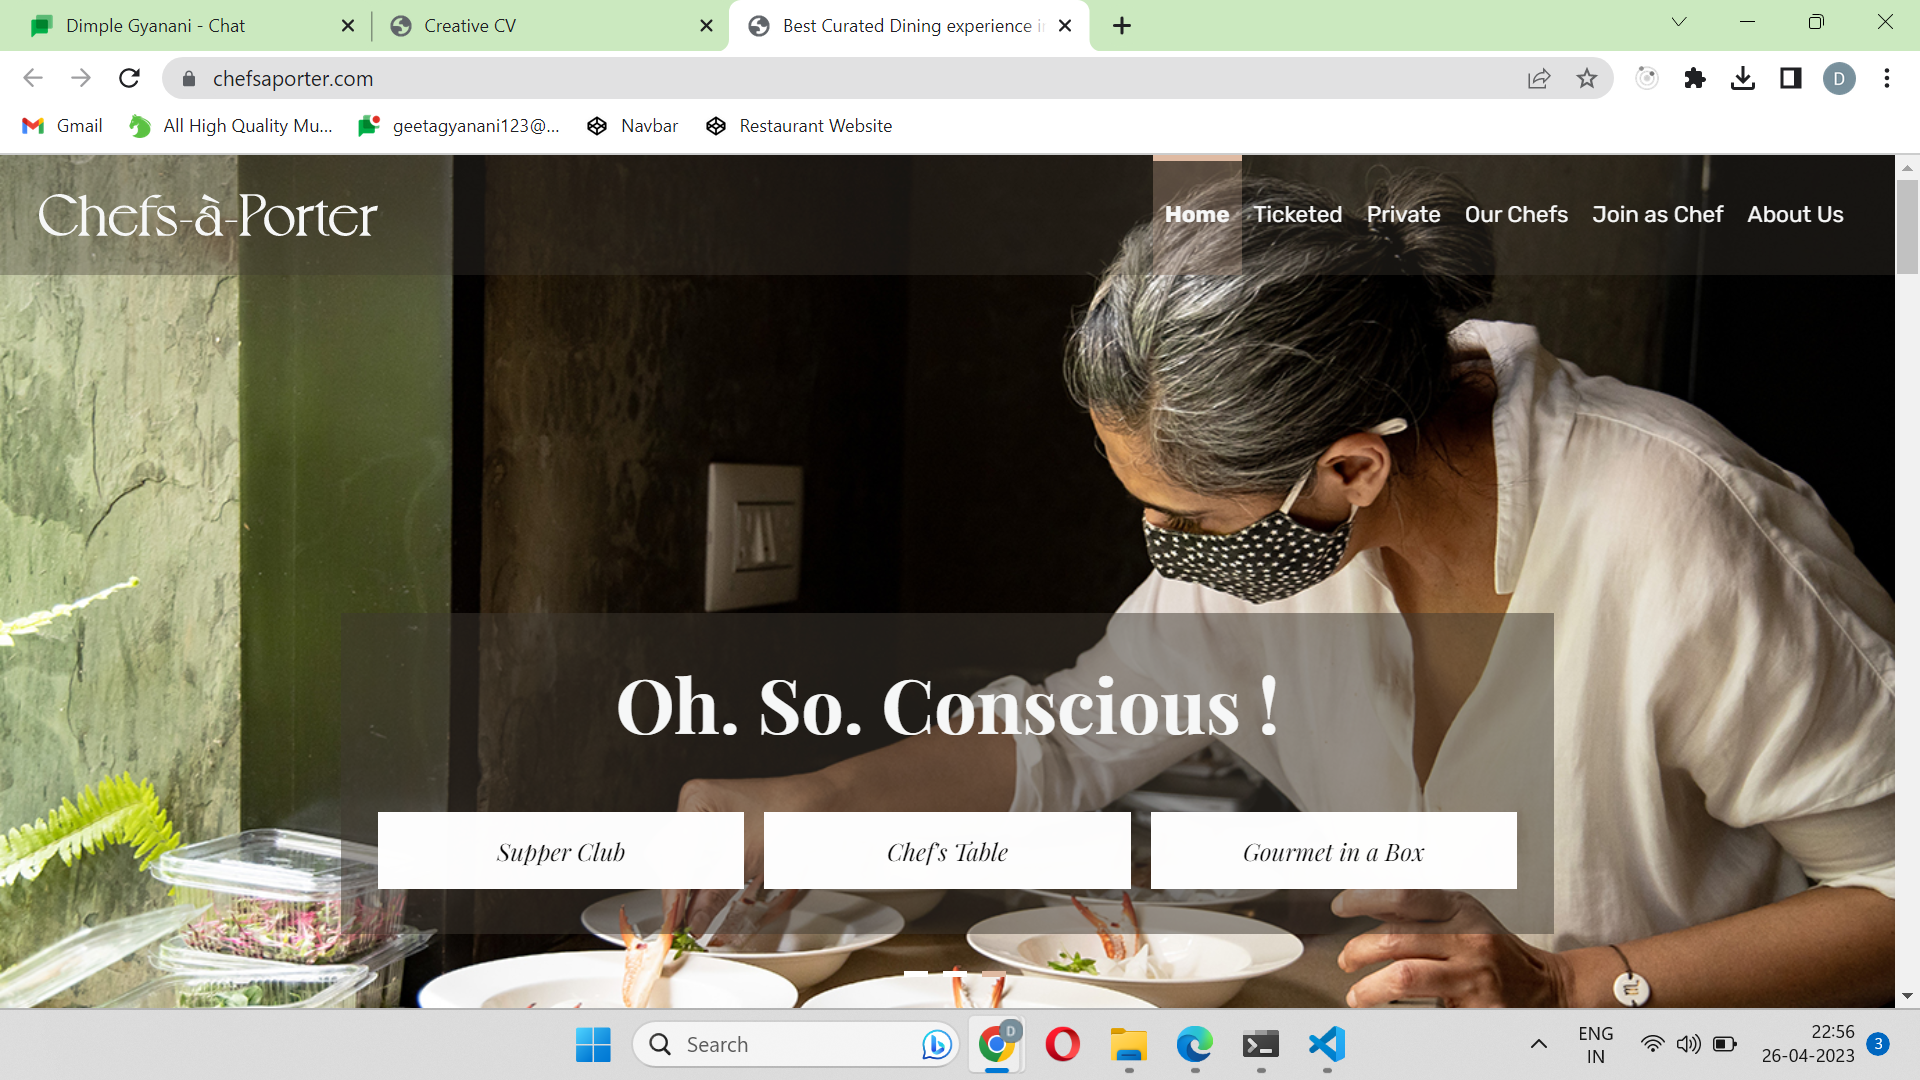 Dimple Gyanani - Chat
Creative CV
Best Curated Dining experience i
chefsaporter.com
D
Gmail
All High Quality Mu...
geetagyanani123@...
Navbar
Restaurant Website
Chefs-à-Porter
Home
Ticketed
Private
Our Chefs
Join as Chef
About Us
Oh. So. Conscious !
Supper Club
Chef's Table
Gourmet in a Box
Search
D
ENG
IN
22:56
26-04-2023
3